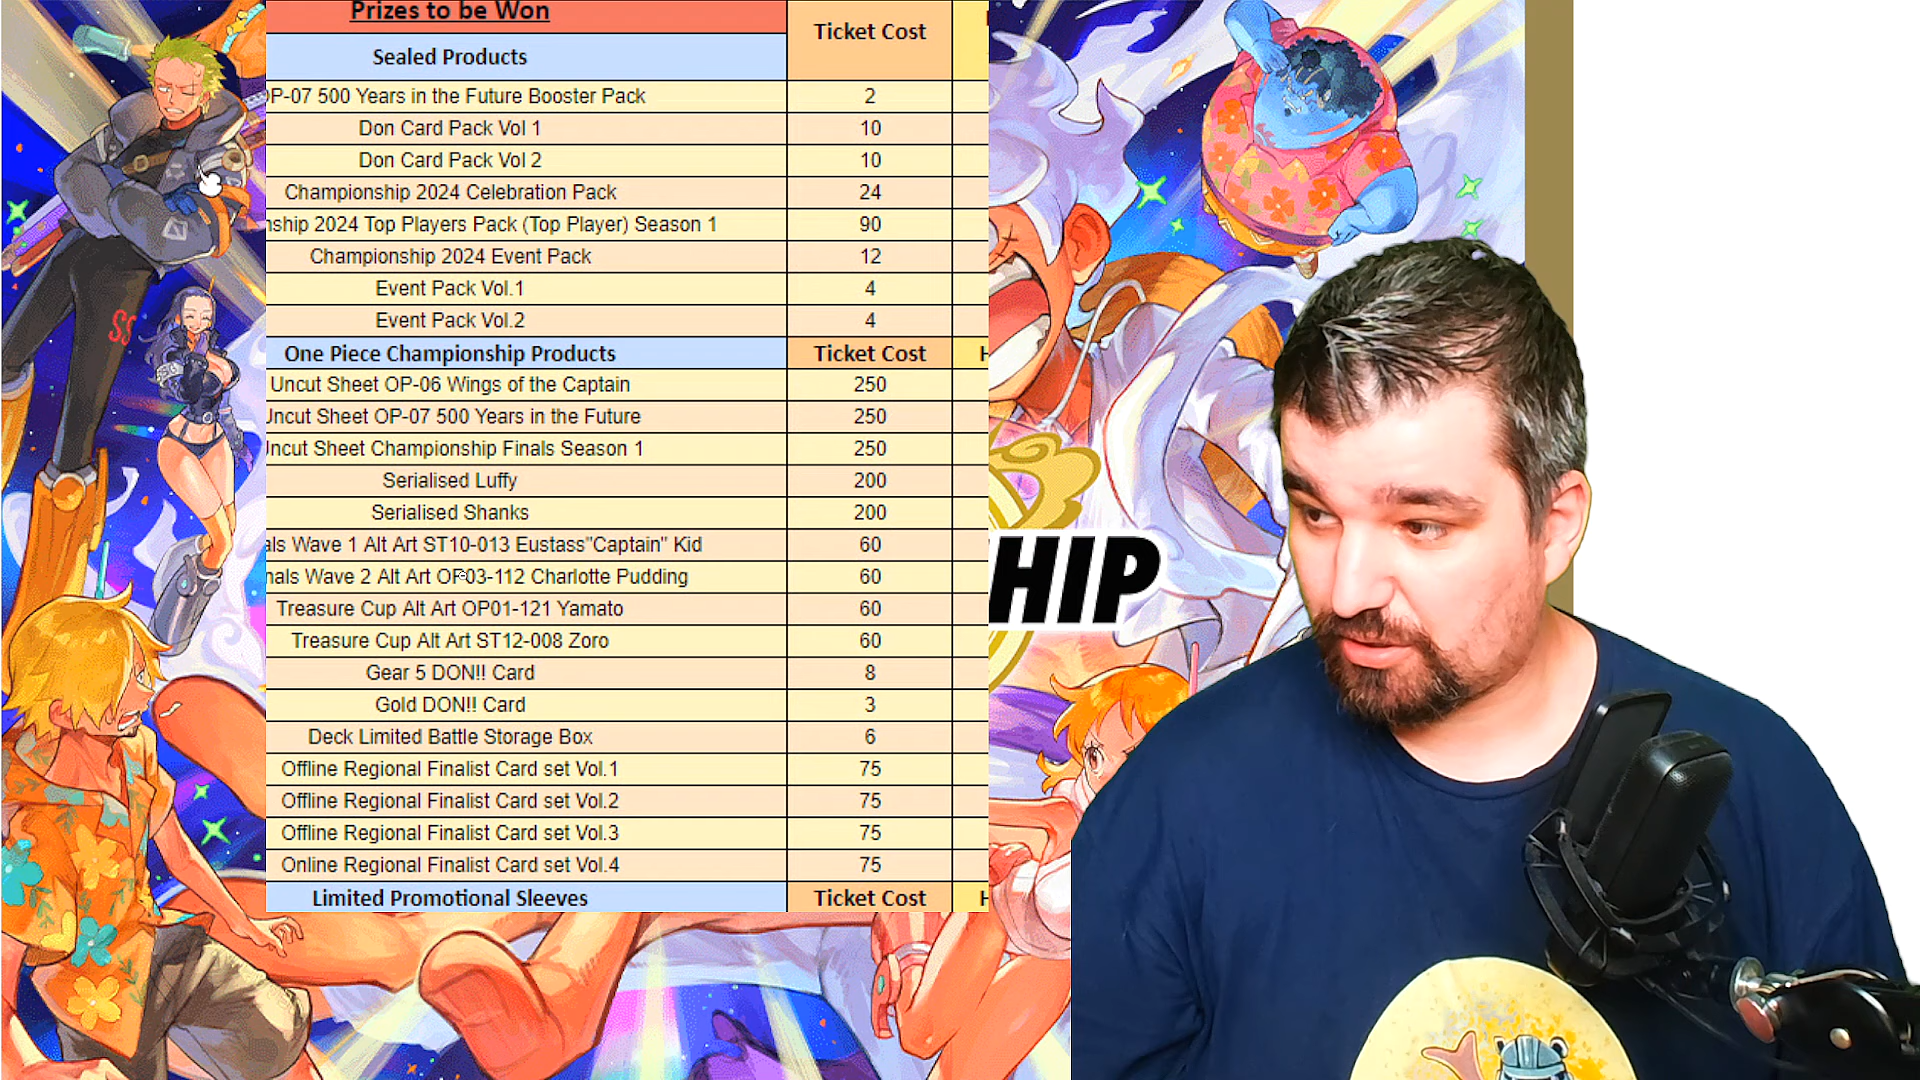 Prizes to be Won
Ticket Cost
Sealed Products
OP-07 500 Years in the Future Booster Pack 2
Don Card Pack Vol 1 10
Don Card Pack Vol 2 10
Championship 2024 Celebration Pack 24
nship 2024 Top Players Pack (Top Player) Season 1 90
Championship 2024 Event Pack 12
Event Pack Vol.1 4
Event Pack Vol.2 4
One Piece Championship Products Ticket Cost H
Uncut Sheet OP-06 Wings of the Captain 250
Uncut Sheet OP-07 500 Years in the Future 250
Uncut Sheet Championship Finals Season 1 250
Serialised Luffy 200
Serialised Shanks 200
als Wave 1 Alt Art ST10-013 Eustass"Captain" Kid 60
nals Wave 2 Alt Art OP03-112 Charlotte Pudding 60
Treasure Cup Alt Art OP01-121 Yamato 60
Treasure Cup Alt Art ST12-008 Zoro 60
Gear 5 DON!! Card 8
Gold DON!! Card 3
Deck Limited Battle Storage Box 6
Offline Regional Finalist Card set Vol.1 75
Offline Regional Finalist Card set Vol.2 75
Offline Regional Finalist Card set Vol.3 75
Online Regional Finalist Card set Vol.4 75
Limited Promotional Sleeves Ticket Cost H
HIP
SS